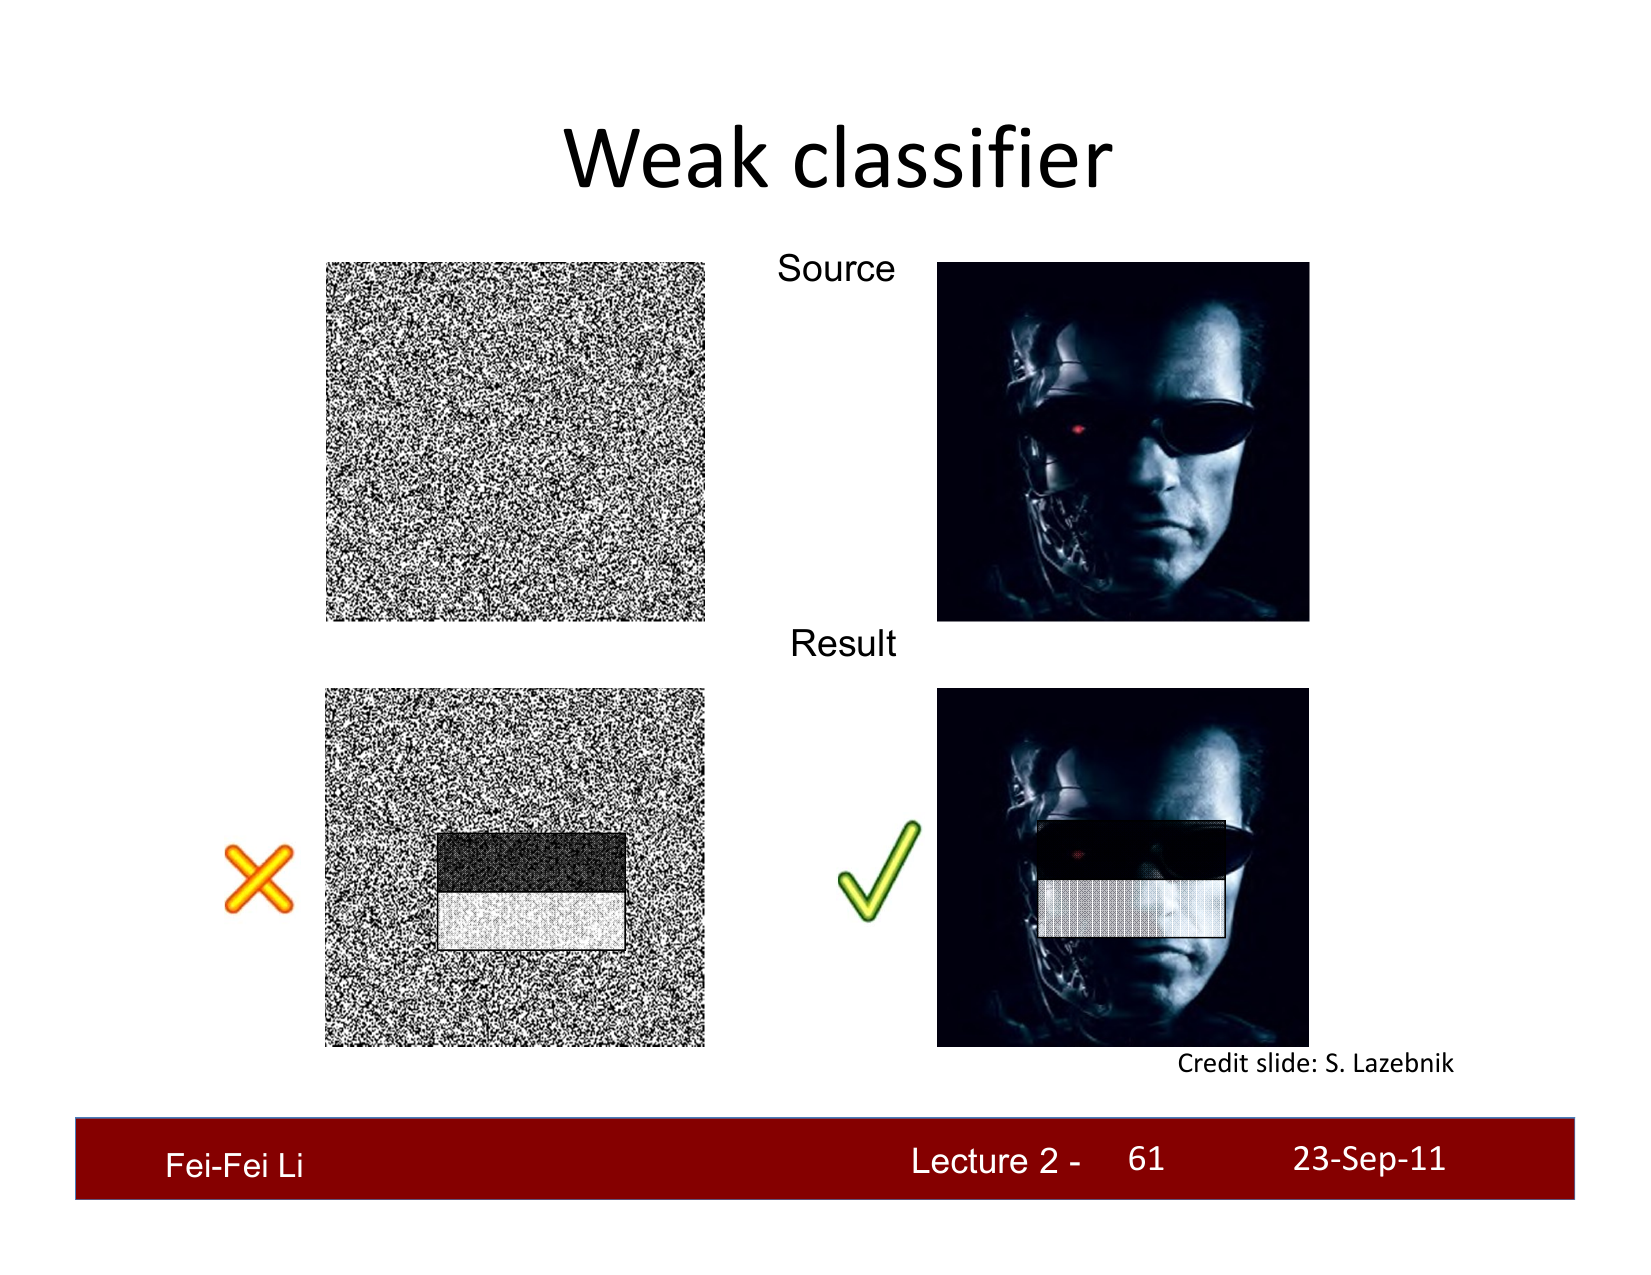 Weak classifier
Source
Result
Credit slide: S. Lazebnik
Fei-Fei Li
Lecture 2 - 61 23-Sep-11